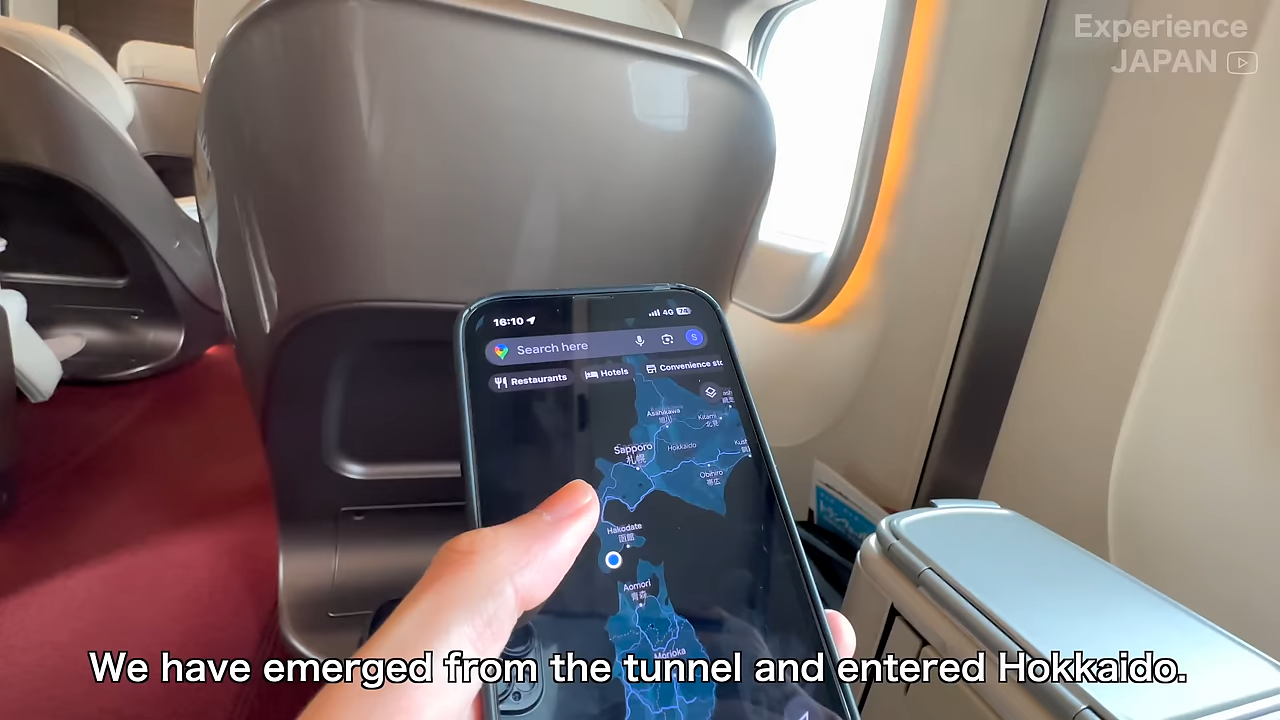 Experience
JAPAN
16:10
4G 74
Search here
S
Restaurants
Hotels
Convenience sto
Asahikawa
旭川
Kitami
北見
Sapporo
札幌
Hokkaido
Obihiro
帯広
Hakodate
函館
Aomori
青森
Morioka
We have emerged from the tunnel and entered Hokkaido.